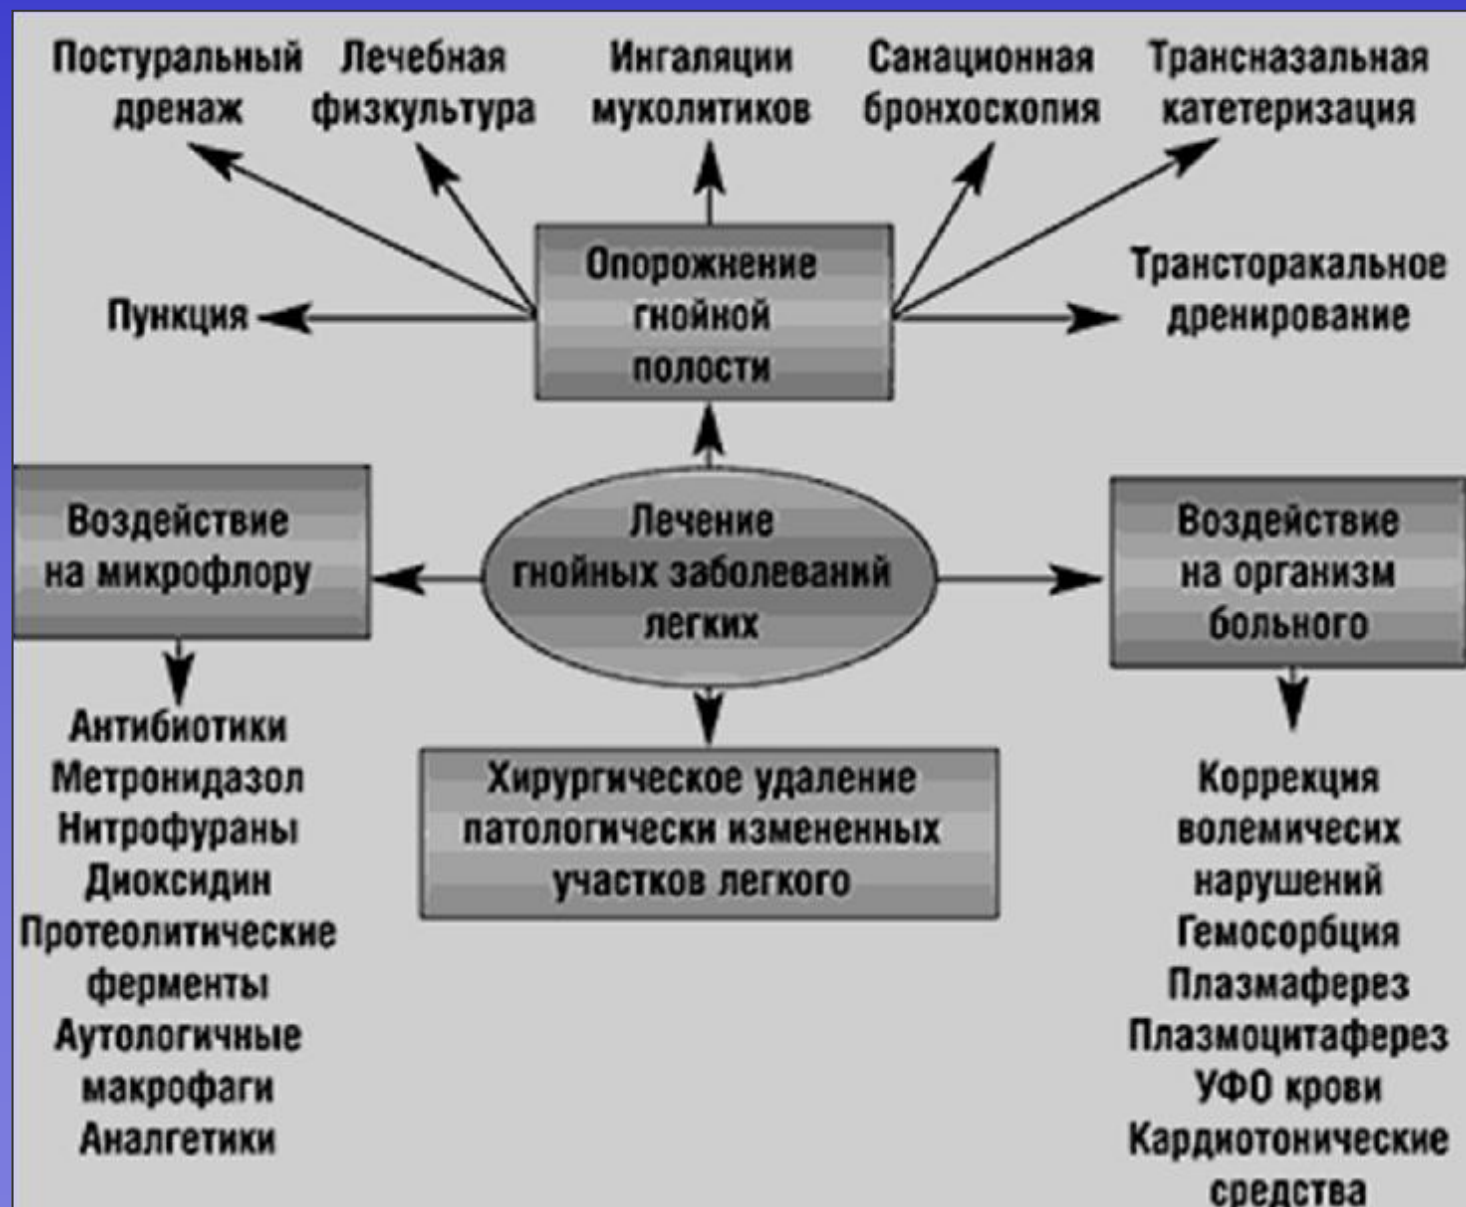 Постуральный
дренаж
Лечебная
физкультура
Ингаляции
муколитиков
Санационная
бронхоскопия
Трансназальная
катетеризация
Пункция
Опорожнение
гнойной
полости
Трансторакальное
дренирование
Воздействие
на микрофлору
Лечение
гнойных заболеваний
легких
Воздействие
на организм
больного
Антибиотики
Метронидазол
Нитрофураны
Диоксидин
Протеолитические
ферменты
Аутологичные
макрофаги
Аналгетики
Хирургическое удаление
патологически измененных
участков легкого
Коррекция
волемичесих
нарушений
Гемосорбция
Плазмаферез
Плазмоцитаферез
УФО крови
Кардиотонические
средства